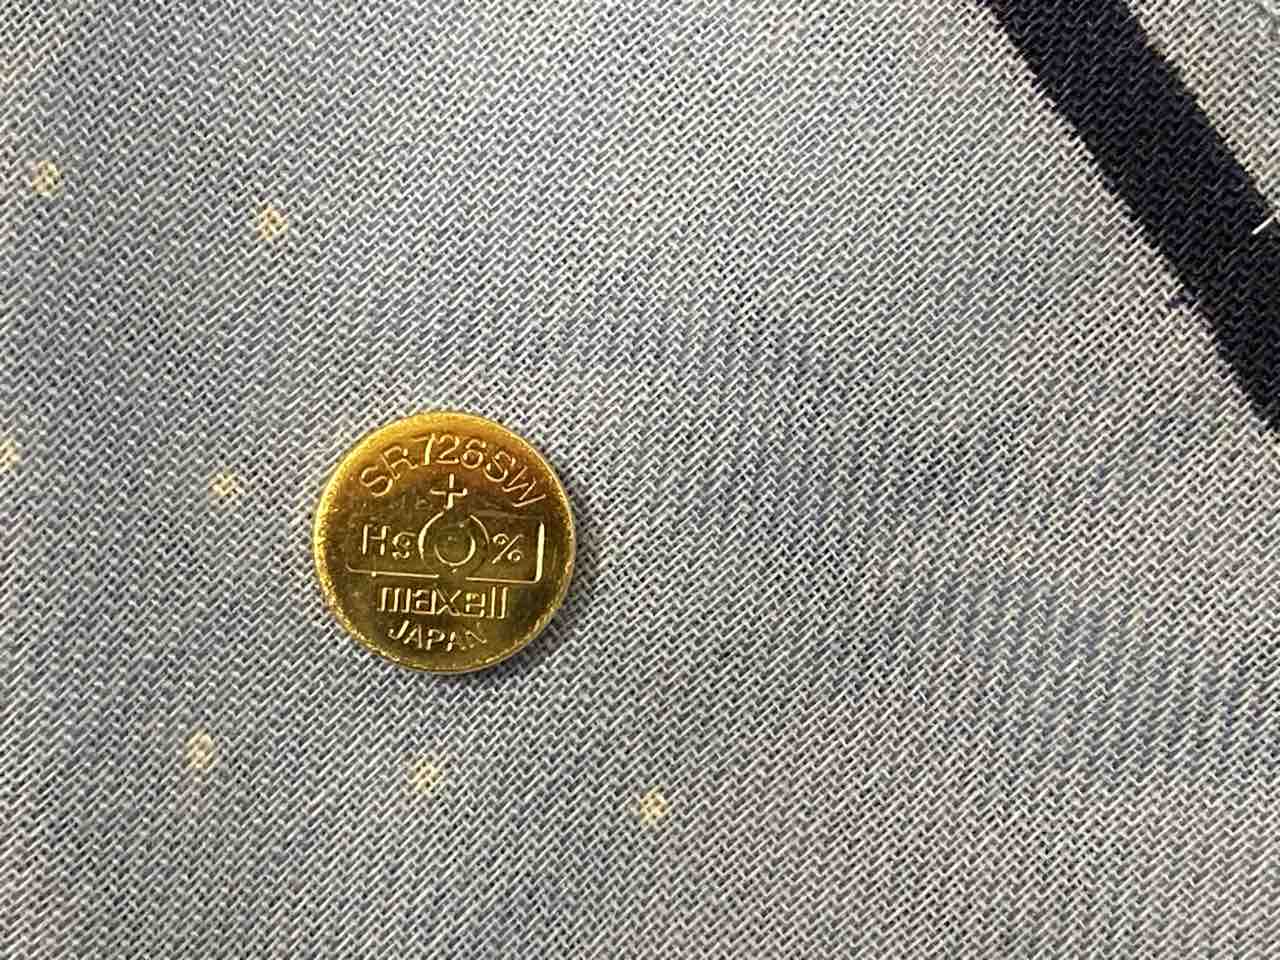 SR726SW
+
Hg 0 %
maxell
JAPAN